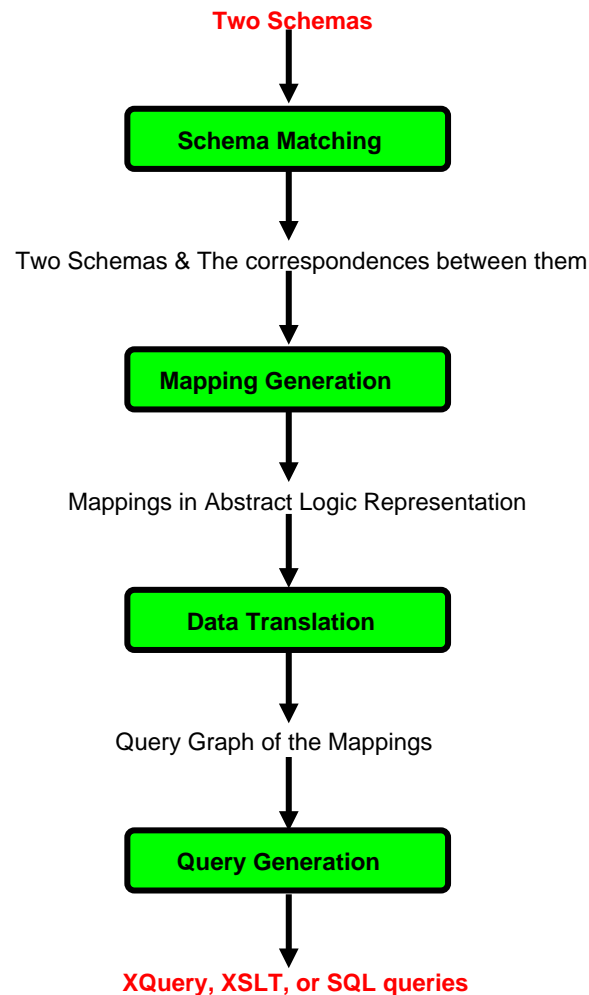 Two Schemas
Schema Matching
Two Schemas & The correspondences between them
Mapping Generation
Mappings in Abstract Logic Representation
Data Translation
Query Graph of the Mappings
Query Generation
XQuery, XSLT, or SQL queries